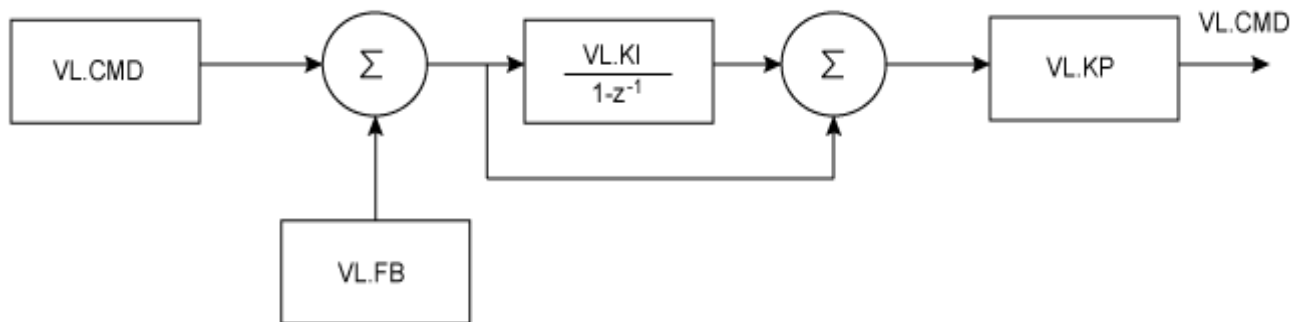 VL.CMD
Σ
VL.KI
1-z⁻¹
Σ
VL.KP
VL.CMD
VL.FB